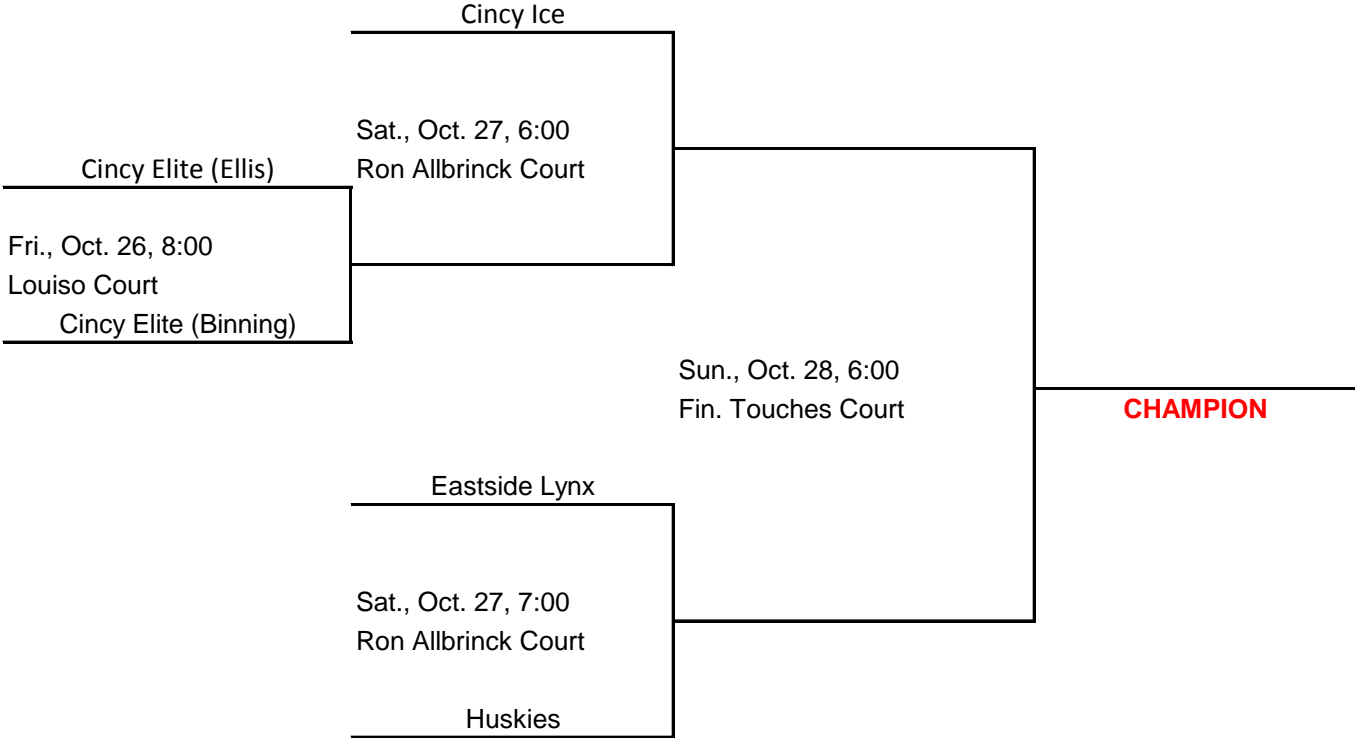 Cincy Ice
Sat., Oct. 27, 6:00
Ron Allbrinck Court
Cincy Elite (Ellis)
Fri., Oct. 26, 8:00
Louiso Court
Cincy Elite (Binning)
Sun., Oct. 28, 6:00
Fin. Touches Court
CHAMPION
Eastside Lynx
Sat., Oct. 27, 7:00
Ron Allbrinck Court
Huskies